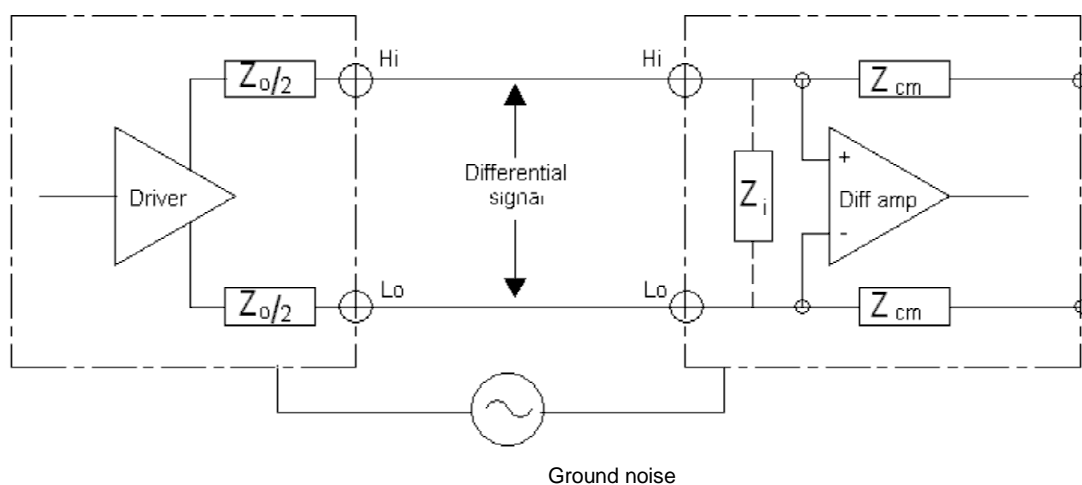 Hi
Hi
Zo/2
Zcm
Driver
Differential
signal
Zi
+
Diff amp
-
Lo
Lo
Zo/2
Zcm
Ground noise